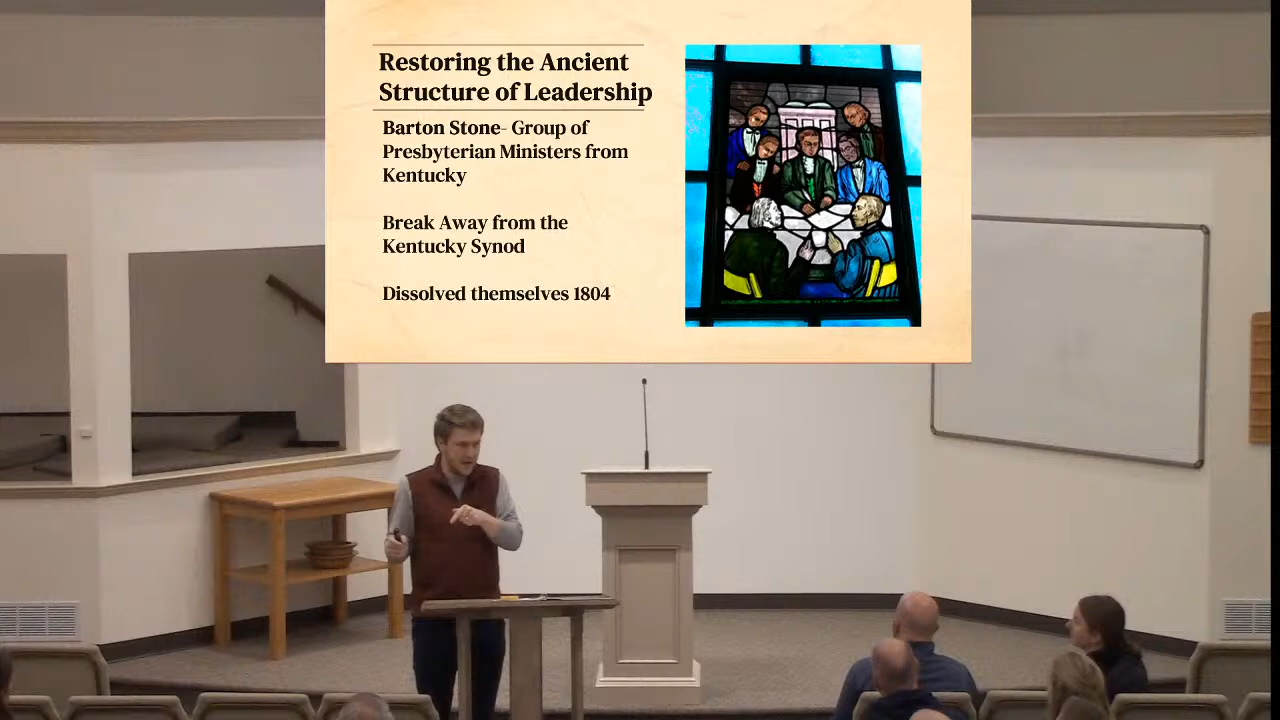 Restoring the Ancient
Structure of Leadership
Barton Stone- Group of
Presbyterian Ministers from
Kentucky
Break Away from the
Kentucky Synod
Dissolved themselves 1804